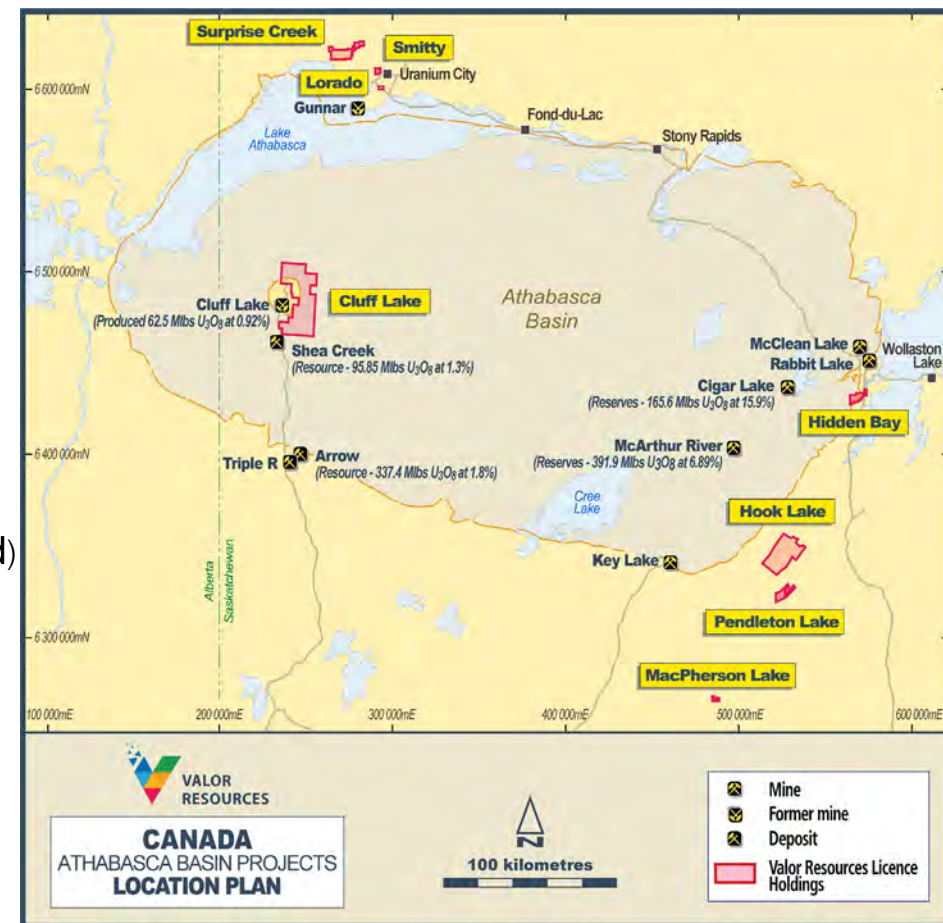 Surprise Creek
Smitty
Uranium City
Lorado
Gunnar
6 600 000mN
Fond-du-Lac
Stony Rapids
Lake
Athabasca
6 500 000mN
Cluff Lake
(Produced 62.5 Mlbs U₃O₈ at 0.92%)
Cluff Lake
Athabasca
Basin
Shea Creek
(Resource - 95.85 Mlbs U₃O₈ at 1.3%)
McClean Lake
Rabbit Lake
Wollaston
Lake
Cigar Lake
(Reserves - 165.6 Mlbs U₃O₈ at 15.9%)
Hidden Bay
6 400 000mN
Triple R
Arrow
(Resource - 337.4 Mlbs U₃O₈ at 1.8%)
McArthur River
(Reserves - 391.9 Mlbs U₃O₈ at 6.89%)
Cree
Lake
Hook Lake
d)
Key Lake
Alberta
Saskatchewan
Pendleton Lake
6 300 000mN
MacPherson Lake
100 000mE
200 000mE
300 000mE
400 000mE
500 000mE
600 000mE
VALOR
RESOURCES
CANADA
ATHABASCA BASIN PROJECTS
LOCATION PLAN
N
100 kilometres
Mine
Former mine
Deposit
Valor Resources Licence
Holdings